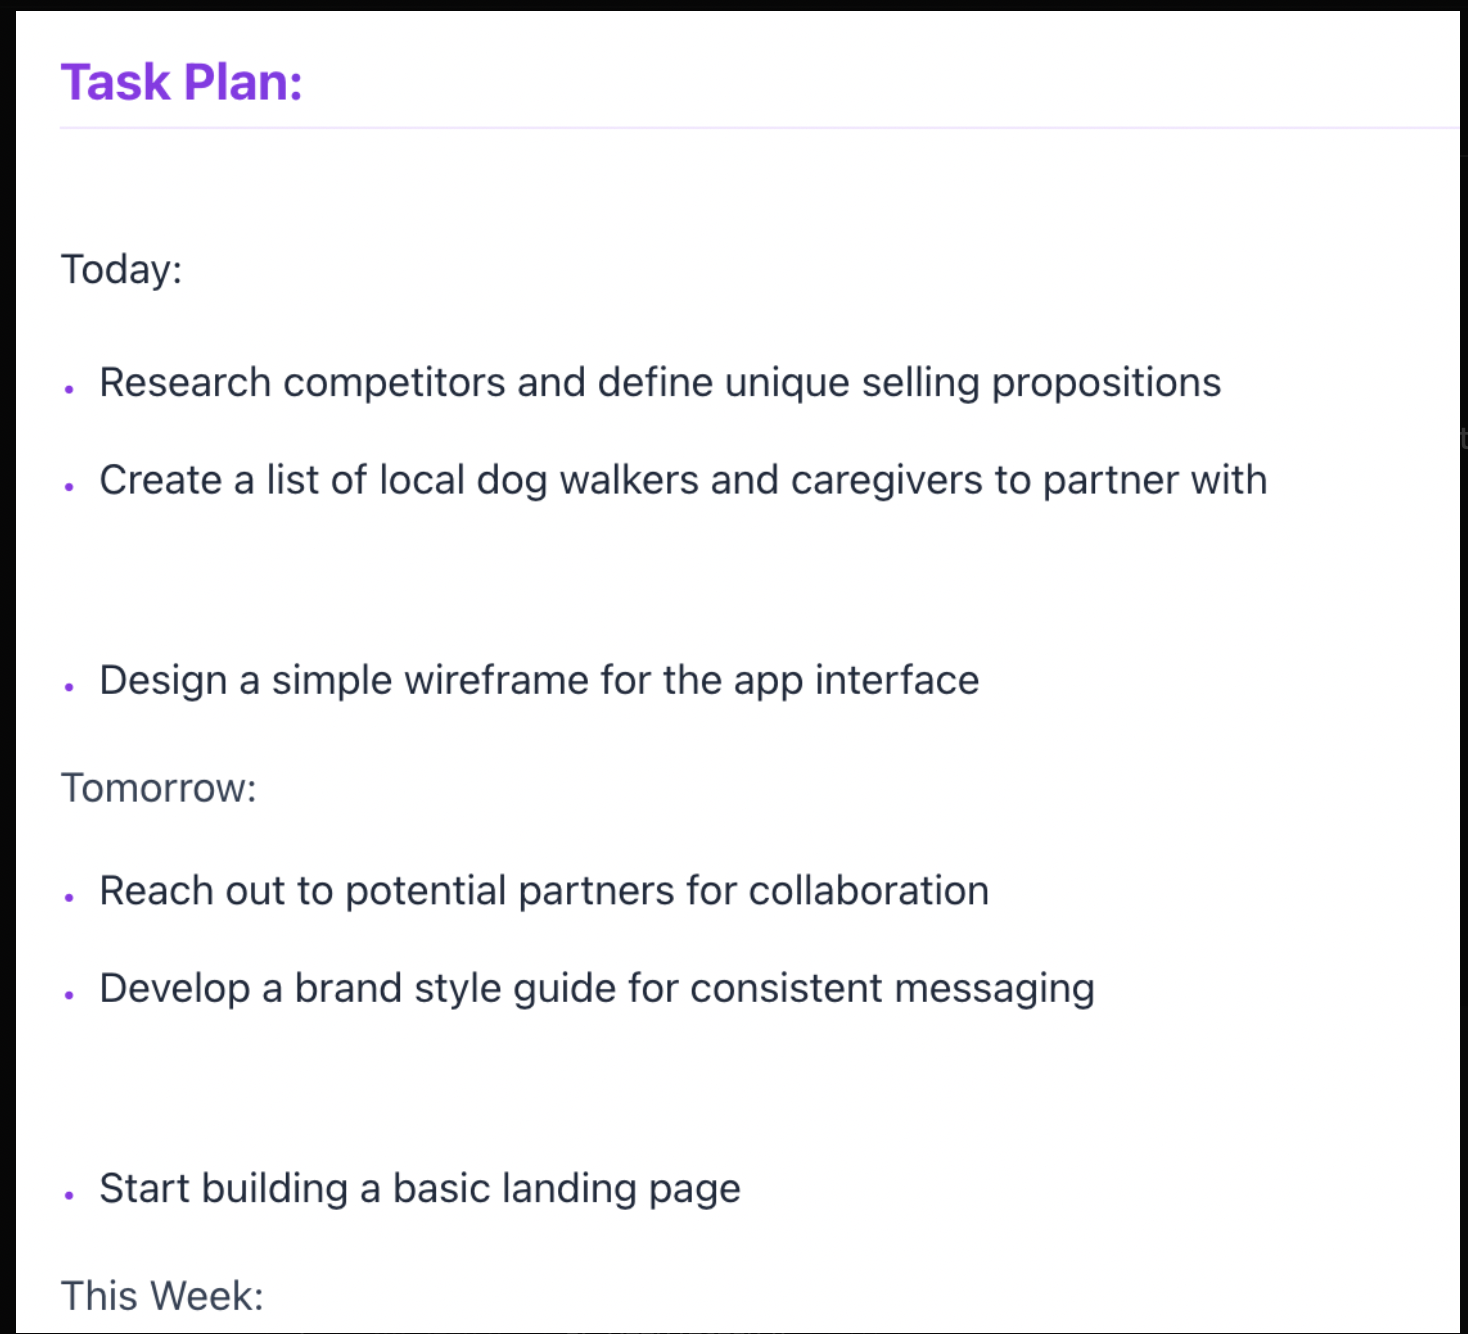 Task Plan:
Today:
• Research competitors and define unique selling propositions
• Create a list of local dog walkers and caregivers to partner with
• Design a simple wireframe for the app interface
Tomorrow:
• Reach out to potential partners for collaboration
• Develop a brand style guide for consistent messaging
• Start building a basic landing page
This Week: